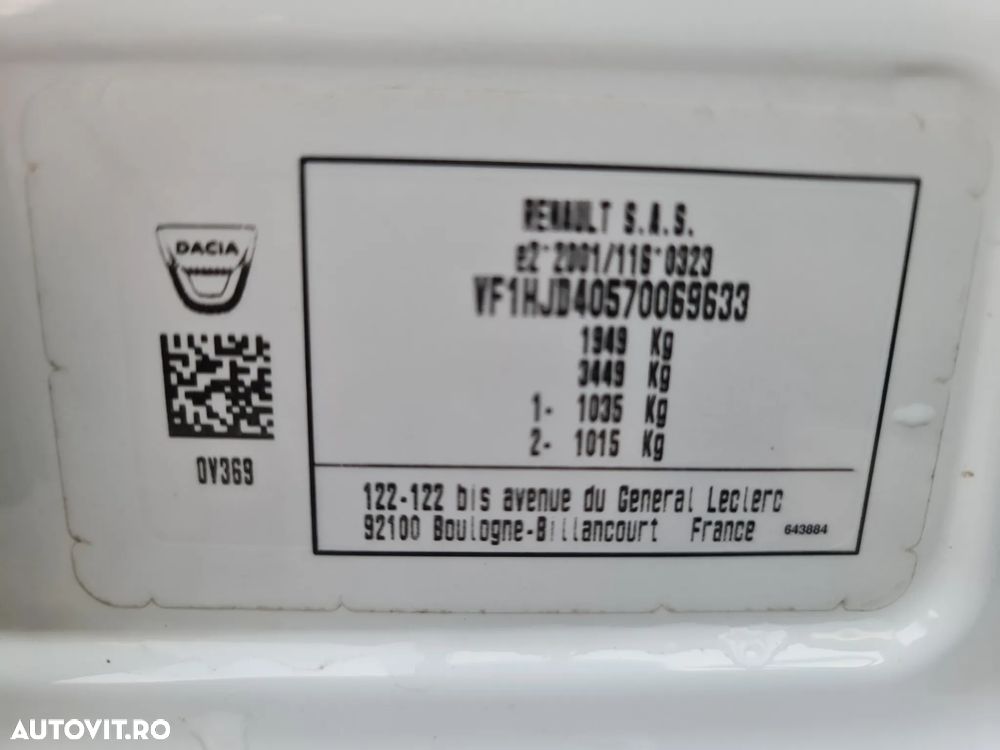 DACIA
0V369
RENAULT S.A.S.
e2*2001/116*0323
VF1HJD40570069633
1949 Kg
3449 Kg
1- 1035 Kg
2- 1015 Kg
122-122 bis avenue du General Leclerc
92100 Boulogne-Billancourt France 643884
AUTOVIT.RO